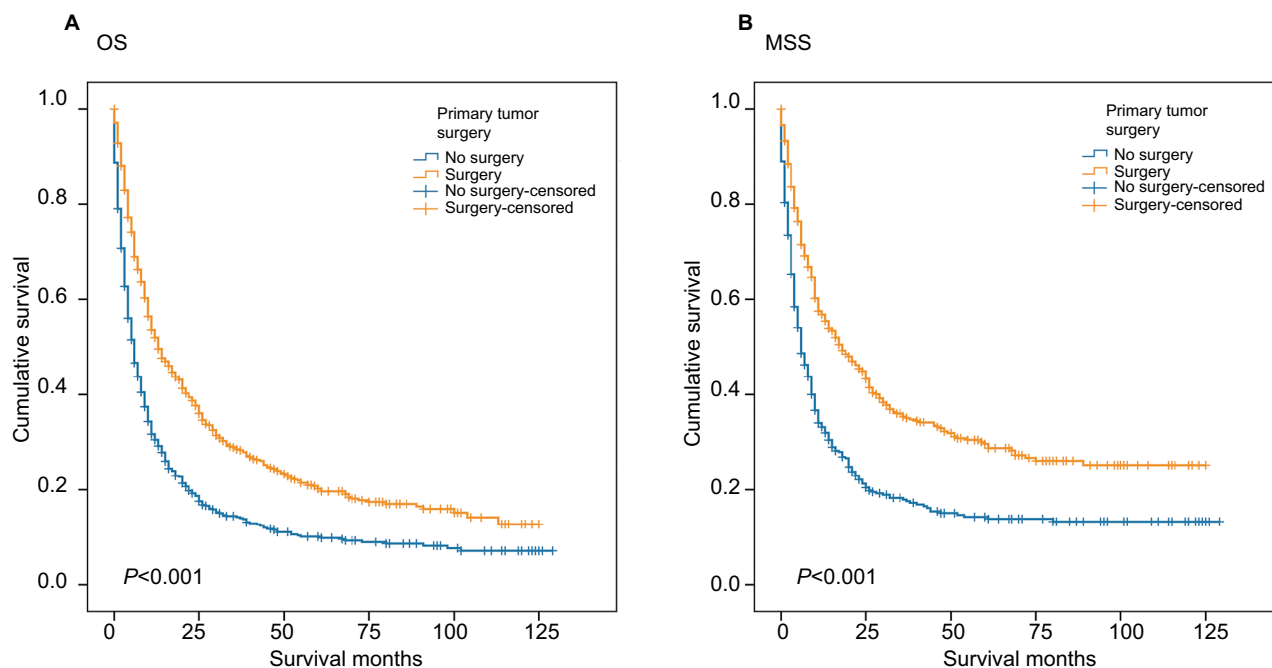 A
OS
1.0
0.8
0.6
0.4
0.2
0.0
Cumulative survival
Primary tumor
surgery
No surgery
Surgery
No surgery-censored
Surgery-censored
P<0.001
0 25 50 75 100 125
Survival months
B
MSS
1.0
0.8
0.6
0.4
0.2
0.0
Cumulative survival
Primary tumor
surgery
No surgery
Surgery
No surgery-censored
Surgery-censored
P<0.001
0 25 50 75 100 125
Survival months